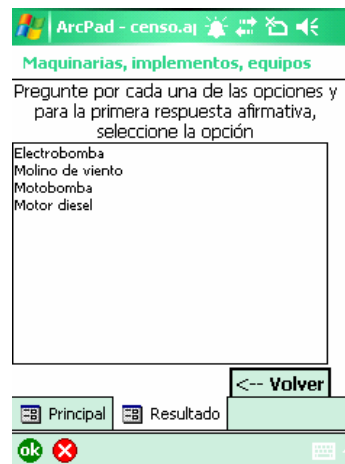 ArcPad - censo.a
Maquinarias, implementos, equipos
Pregunte por cada una de las opciones y
para la primera respuesta afirmativa,
seleccione la opción
Electrobomba
Molino de viento
Motobomba
Motor diesel
<-- Volver
Principal
Resultado
ok